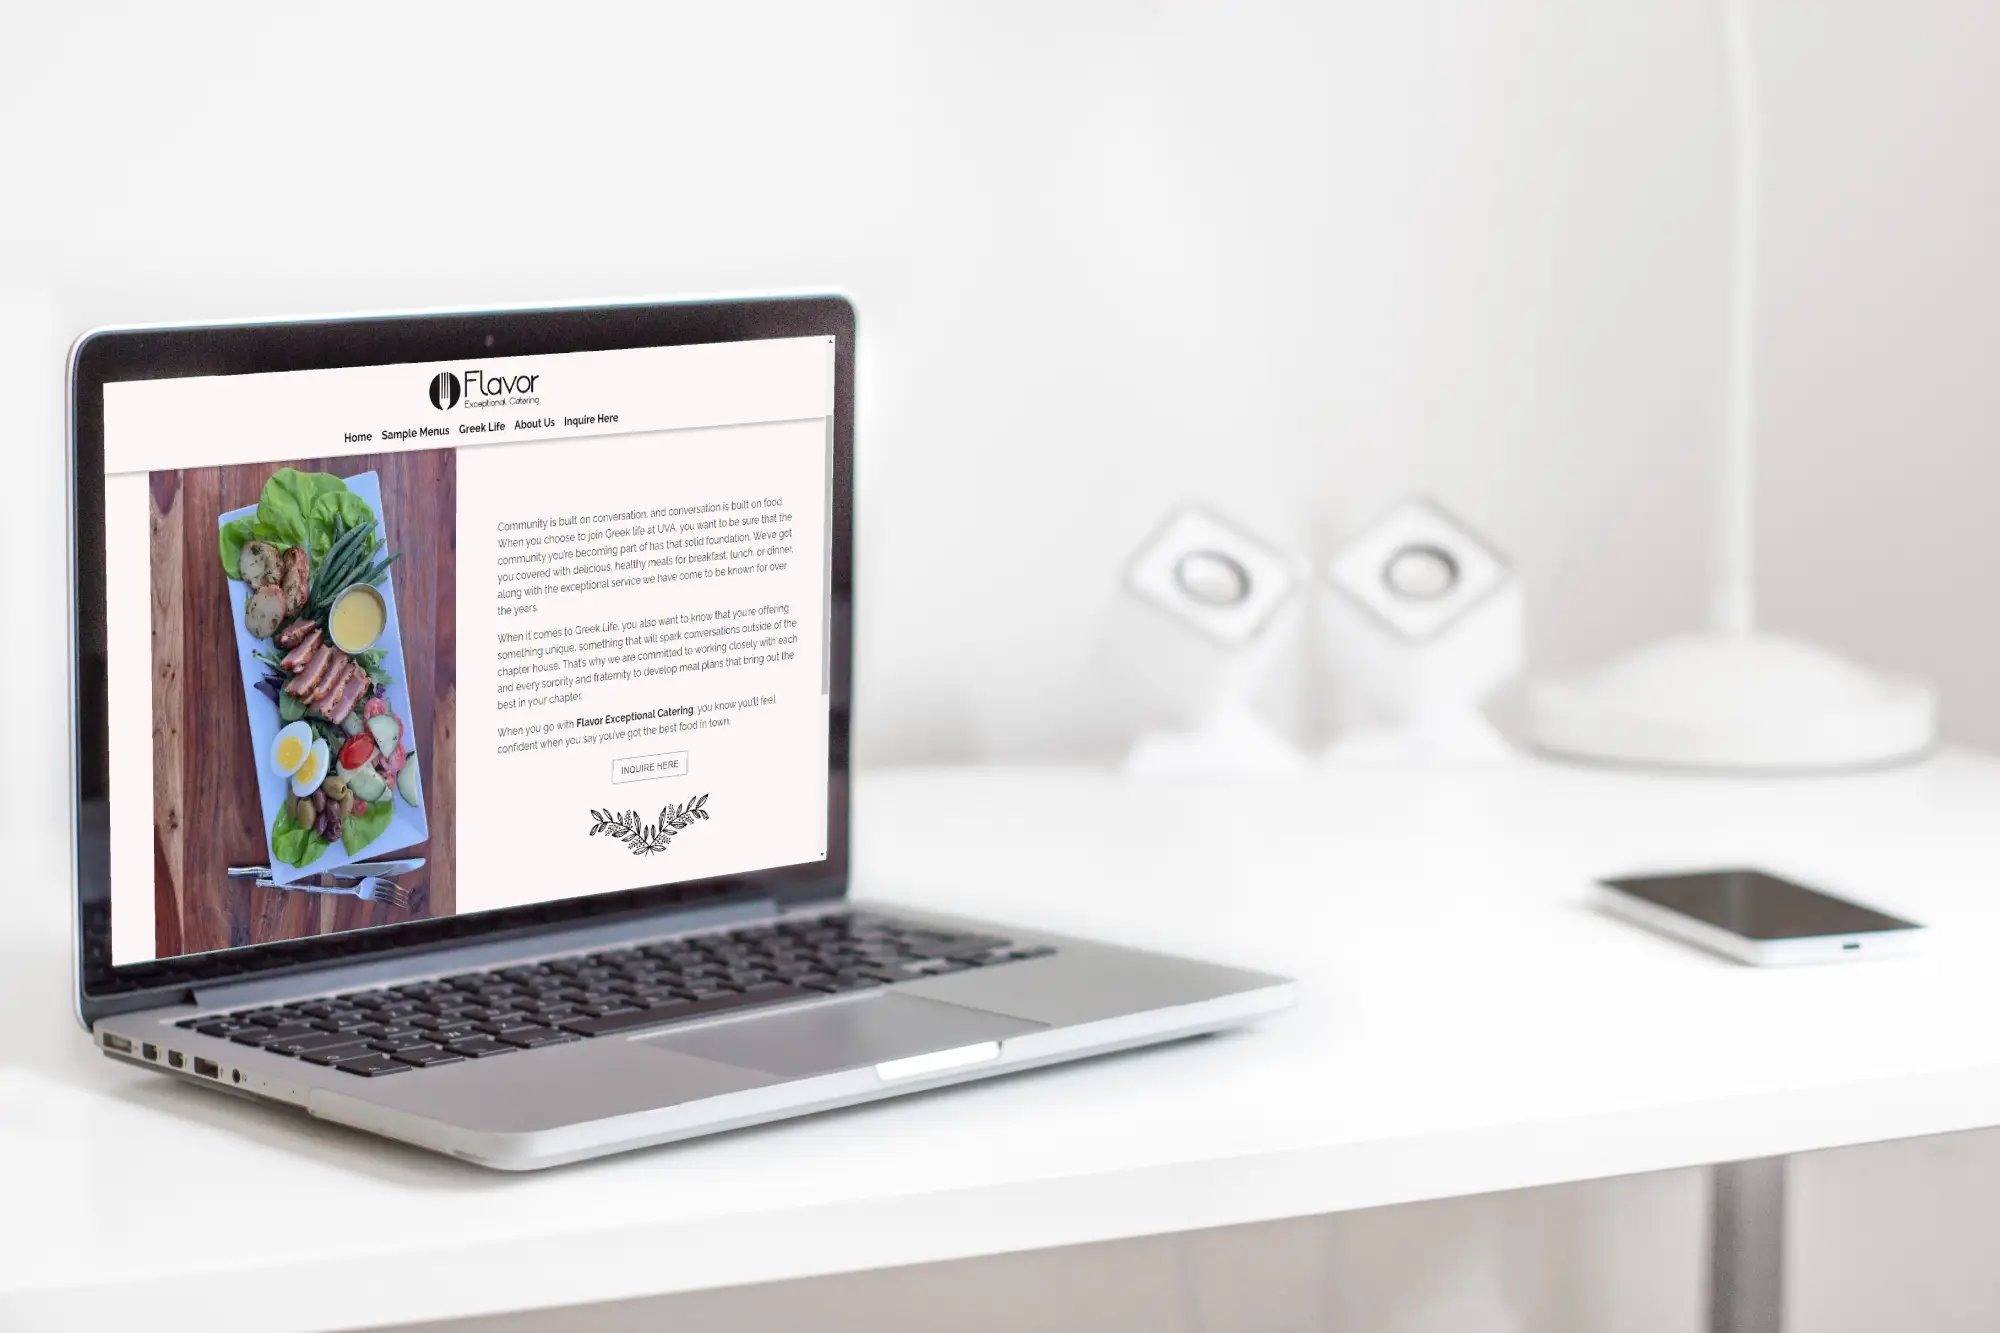 Flavor
Exceptional Catering
Home Sample Menus Greek Life About Us Inquire Here
Community is built on conversation, and conversation is built on food.
When you choose to join Greek life at UVA, you want to be sure that the
community you're becoming part of has that solid foundation. We've got
you covered with delicious, healthy meals for breakfast, lunch, or dinner,
along with the exceptional service we have come to be known for over
the years.
When it comes to Greek Life, you also want to know that you're offering
something unique, something that will spark conversations outside of the
chapter house. That's why we are committed to working closely with each
and every sorority and fraternity to develop meal plans that bring out the
best in your chapter.
When you go with Flavor Exceptional Catering, you know you'll feel
confident when you say you've got the best food in town.
INQUIRE HERE